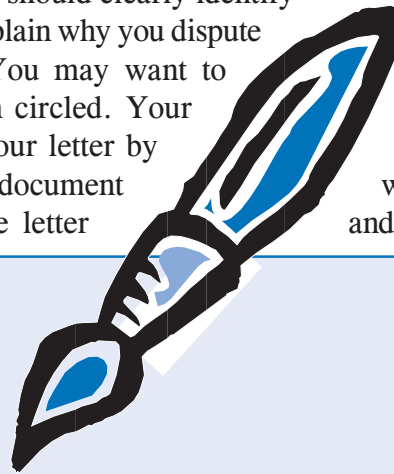 should clearly identify
plain why you dispute
You may want to
circled. Your
our letter by
document w
e letter and